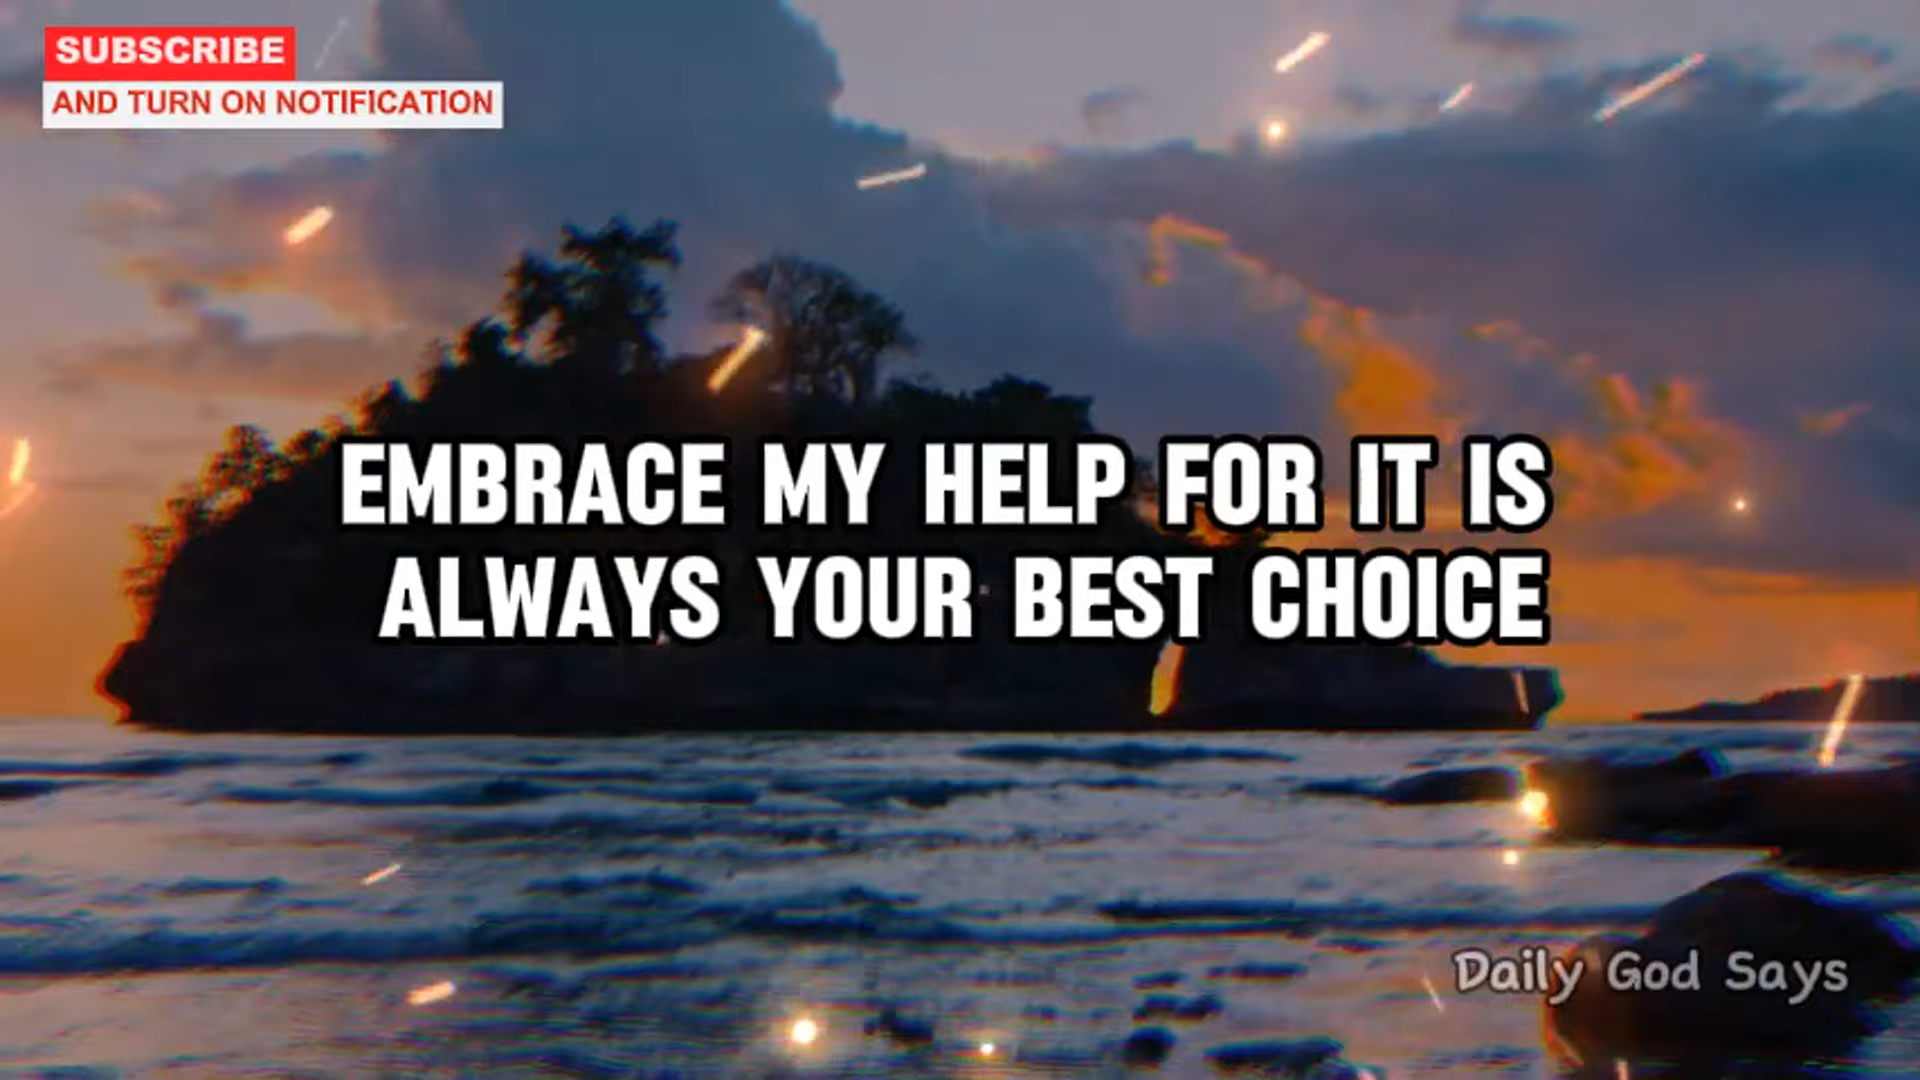 SUBSCRIBE
AND TURN ON NOTIFICATION
EMBRACE MY HELP FOR IT IS
ALWAYS YOUR BEST CHOICE
Daily God Says